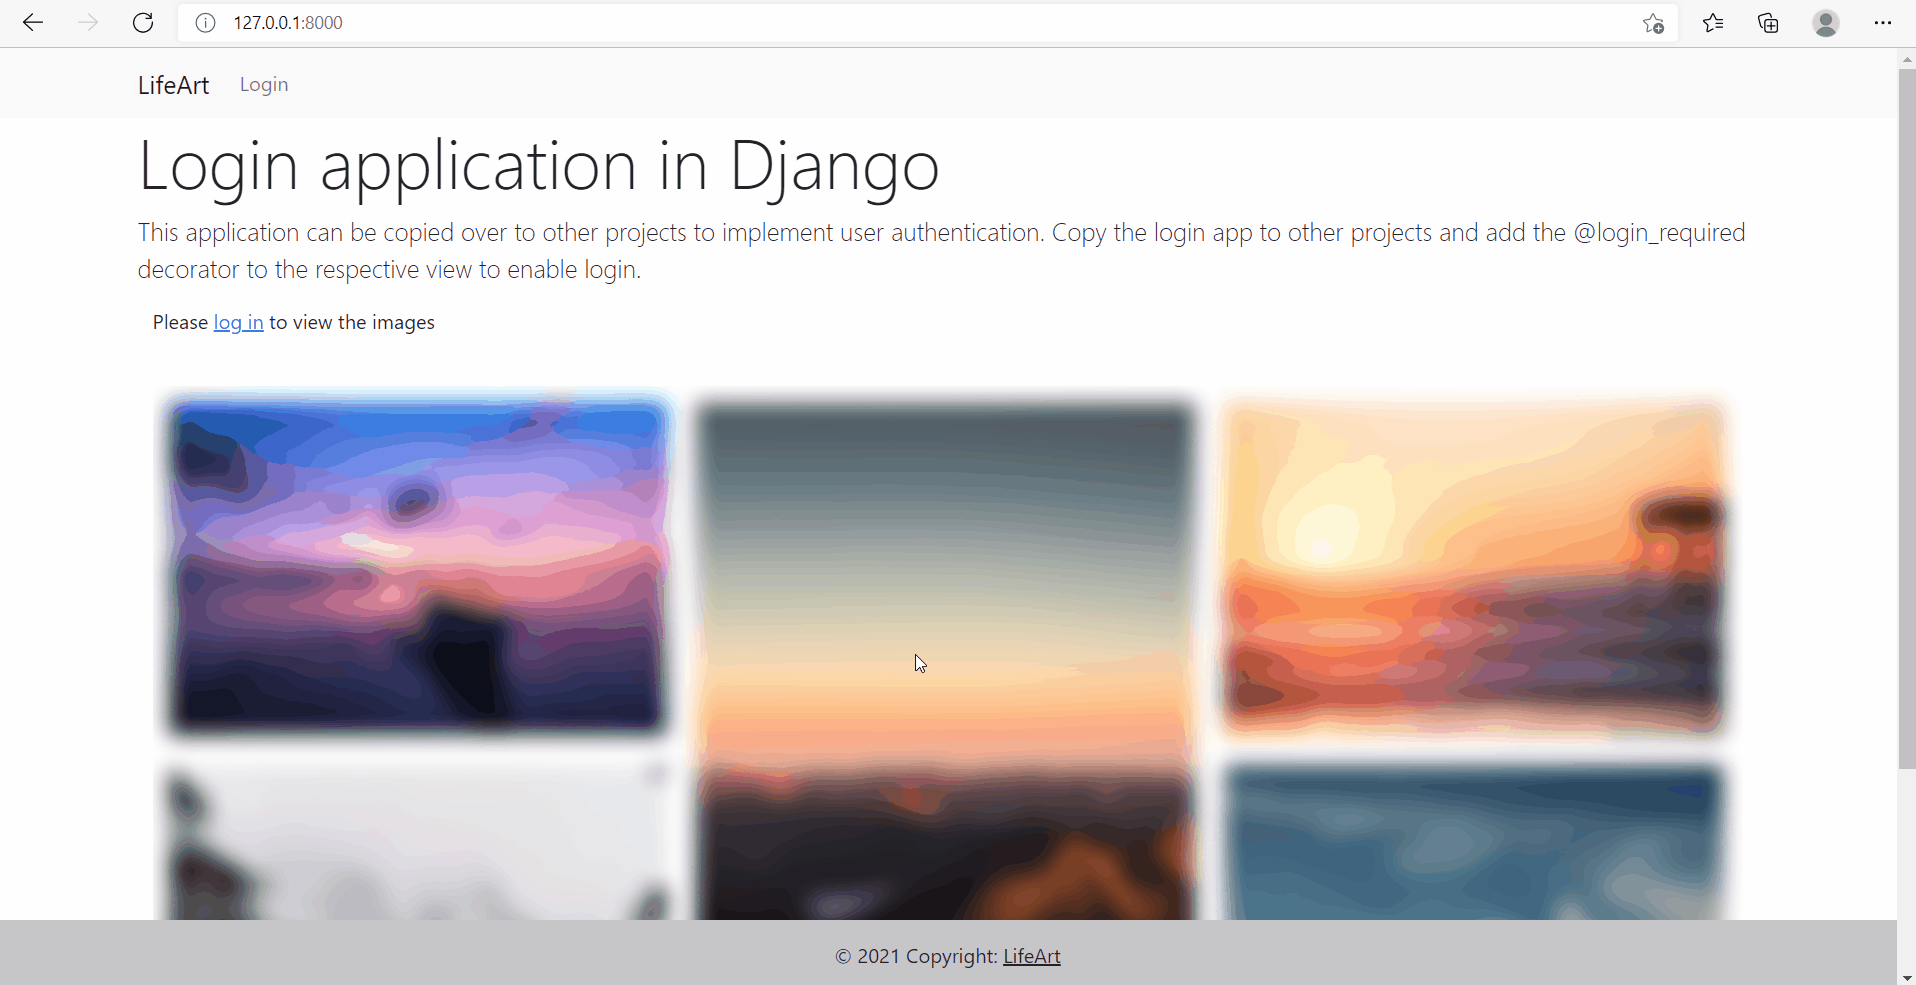 127.0.0.1:8000
LifeArt Login
Login application in Django
This application can be copied over to other projects to implement user authentication. Copy the login app to other projects and add the @login_required
decorator to the respective view to enable login.
Please log in to view the images
© 2021 Copyright: LifeArt